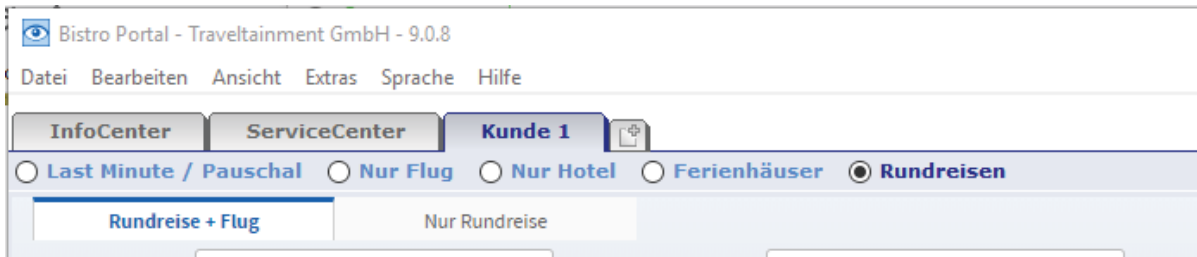 Bistro Portal - Traveltainment GmbH - 9.0.8
Datei Bearbeiten Ansicht Extras Sprache Hilfe
InfoCenter ServiceCenter Kunde 1
Last Minute / Pauschal Nur Flug Nur Hotel Ferienhäuser Rundreisen
Rundreise + Flug Nur Rundreise